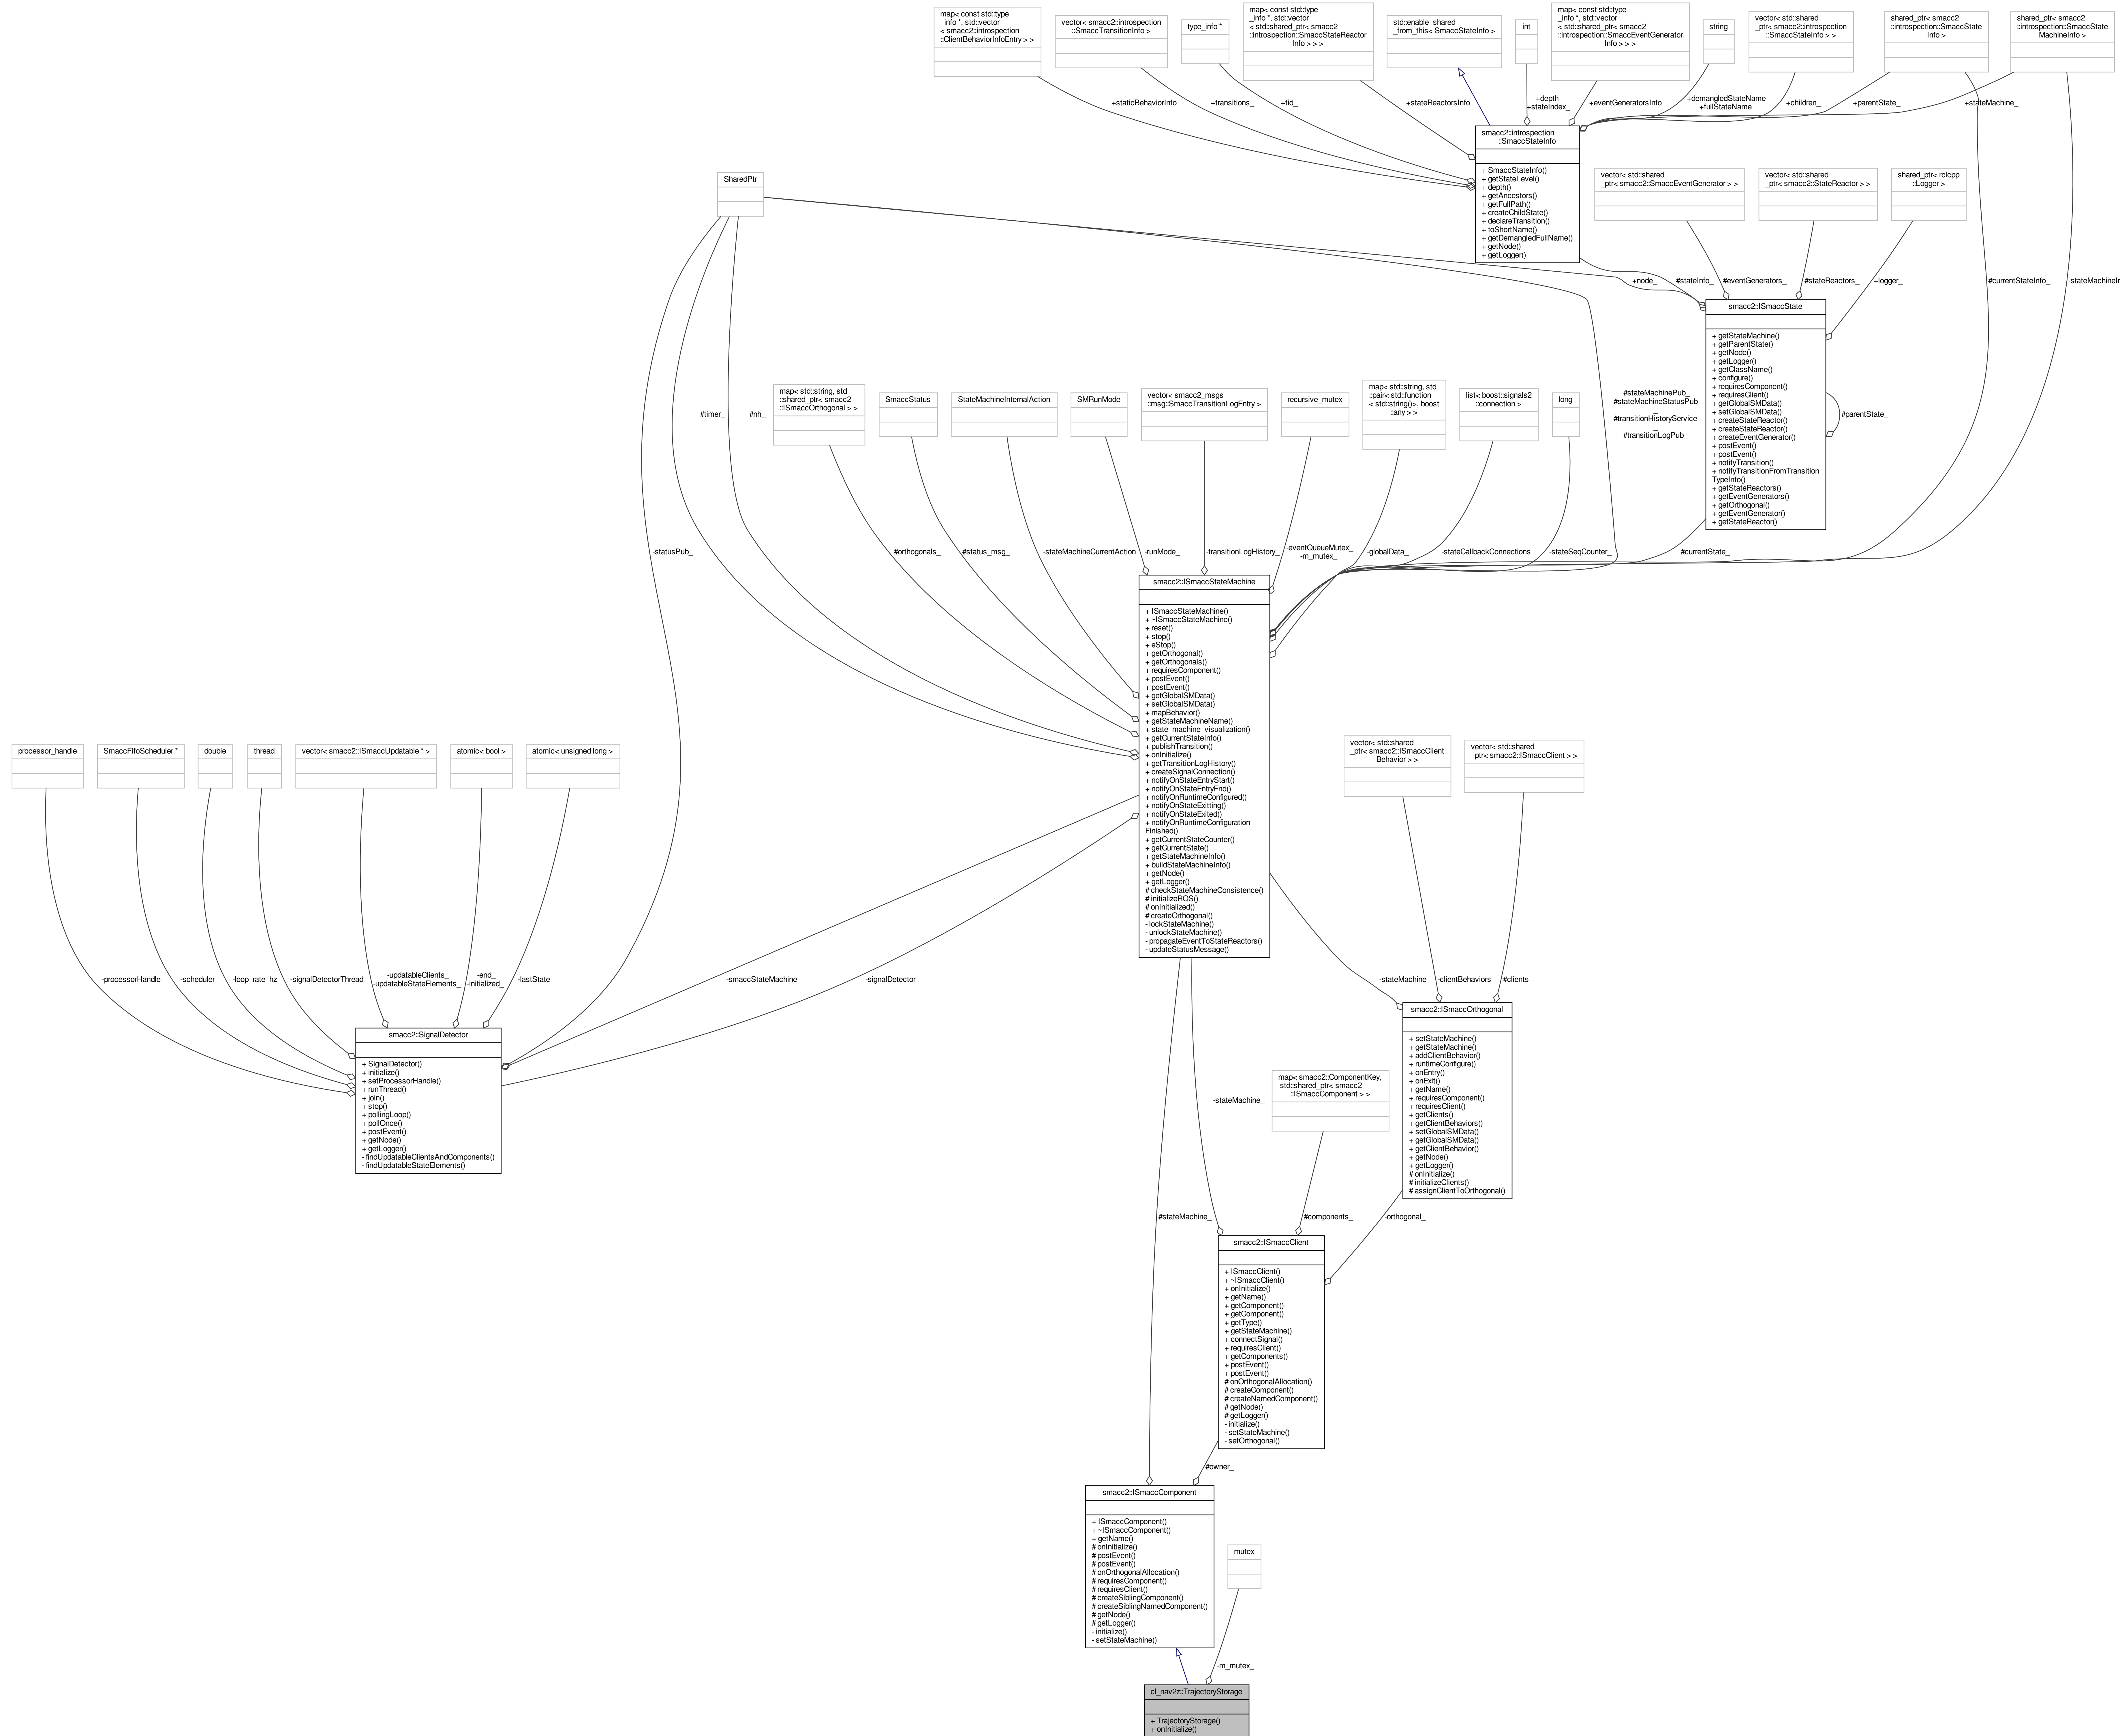 map< const std::type
_info *, std::vector
< smacc2::introspection
::ClientBehaviorInfoEntry > >
vector< smacc2::introspection
::SmaccTransitionInfo >
type_info *
map< const std::type
_info *, std::vector
< std::shared_ptr< smacc2
::introspection::SmaccStateReactor
Info > > >
std::enable_shared
_from_this< SmaccStateInfo >
int
map< const std::type
_info *, std::vector
< std::shared_ptr< smacc2
::introspection::SmaccEventGenerator
Info > > >
string
vector< std::shared
_ptr< smacc2::introspection
::SmaccStateInfo > >
shared_ptr< smacc2
::introspection::SmaccState
Info >
shared_ptr< smacc2
::introspection::SmaccState
MachineInfo >
+staticBehaviorInfo
+transitions_
+tid_
+stateReactorsInfo
+depth_
+stateIndex_
+eventGeneratorsInfo
+demangledStateName
+fullStateName
+children_
+parentState_
+stateMachine_
smacc2::introspection
::SmaccStateInfo
+ SmaccStateInfo()
+ getStateLevel()
+ depth()
+ getAncestors()
+ getFullPath()
+ createChildState()
+ declareTransition()
+ toShortName()
+ getDemangledFullName()
+ getNode()
+ getLogger()
SharedPtr
vector< std::shared
_ptr< smacc2::SmaccEventGenerator > >
vector< std::shared
_ptr< smacc2::StateReactor > >
shared_ptr< rclcpp
::Logger >
+node_
#stateInfo_
#eventGenerators_
#stateReactors_
+logger_
#currentStateInfo_
-stateMachineIr
smacc2::ISmaccState
+ getStateMachine()
+ getParentState()
+ getNode()
+ getLogger()
+ getClassName()
+ configure()
+ requiresComponent()
+ requiresClient()
+ getGlobalSMData()
+ setGlobalSMData()
+ createStateReactor()
+ createStateReactor()
+ createEventGenerator()
+ postEvent()
+ postEvent()
+ notifyTransition()
+ notifyTransitionFromTransition
TypeInfo()
+ getStateReactors()
+ getEventGenerators()
+ getOrthogonal()
+ getEventGenerator()
+ getStateReactor()
#parentState_
#timer_
#nh_
map< std::string, std
::shared_ptr< smacc2
::ISmaccOrthogonal > >
SmaccStatus
StateMachineInternalAction
SMRunMode
vector< smacc2_msgs
::msg::SmaccTransitionLogEntry >
recursive_mutex
map< std::string, std
::pair< std::function
< std::string()>, boost
::any > >
list< boost::signals2
::connection >
long
#stateMachinePub_
#stateMachineStatusPub
_
#transitionHistoryService
_
#transitionLogPub_
-statusPub_
#orthogonals_
#status_msg_
-stateMachineCurrentAction
-runMode_
-transitionLogHistory_
-eventQueueMutex_
-m_mutex_
-globalData_
-stateCallbackConnections
-stateSeqCounter_
#currentState_
smacc2::ISmaccStateMachine
+ ISmaccStateMachine()
+ ~ISmaccStateMachine()
+ reset()
+ stop()
+ eStop()
+ getOrthogonal()
+ getOrthogonals()
+ requiresComponent()
+ postEvent()
+ postEvent()
+ getGlobalSMData()
+ setGlobalSMData()
+ mapBehavior()
+ getStateMachineName()
+ state_machine_visualization()
+ getCurrentStateInfo()
+ publishTransition()
+ onInitialize()
+ getTransitionLogHistory()
+ createSignalConnection()
+ notifyOnStateEntryStart()
+ notifyOnStateEntryEnd()
+ notifyOnRuntimeConfigured()
+ notifyOnStateExitting()
+ notifyOnStateExited()
+ notifyOnRuntimeConfiguration
Finished()
+ getCurrentStateCounter()
+ getCurrentState()
+ getStateMachineInfo()
+ buildStateMachineInfo()
+ getNode()
+ getLogger()
# checkStateMachineConsistence()
# initializeROS()
# onInitialized()
# createOrthogonal()
- lockStateMachine()
- unlockStateMachine()
- propagateEventToStateReactors()
- updateStatusMessage()
processor_handle
SmaccFifoScheduler *
double
thread
vector< smacc2::ISmaccUpdatable * >
atomic< bool >
atomic< unsigned long >
vector< std::shared
_ptr< smacc2::ISmaccClient
Behavior > >
vector< std::shared
_ptr< smacc2::ISmaccClient > >
-processorHandle_
-scheduler_
-loop_rate_hz
-signalDetectorThread_
-updatableClients_
-updatableStateElements_
-end_
-initialized_
-lastState_
-smaccStateMachine_
-signalDetector_
-stateMachine_
-clientBehaviors_
#clients_
smacc2::SignalDetector
+ SignalDetector()
+ initialize()
+ setProcessorHandle()
+ runThread()
+ join()
+ stop()
+ pollingLoop()
+ pollOnce()
+ postEvent()
+ getNode()
+ getLogger()
- findUpdatableClientsAndComponents()
- findUpdatableStateElements()
smacc2::ISmaccOrthogonal
+ setStateMachine()
+ getStateMachine()
+ addClientBehavior()
+ runtimeConfigure()
+ onEntry()
+ onExit()
+ getName()
+ requiresComponent()
+ requiresClient()
+ getClients()
+ getClientBehaviors()
+ setGlobalSMData()
+ getGlobalSMData()
+ getClientBehavior()
+ getNode()
+ getLogger()
# onInitialize()
# initializeClients()
# assignClientToOrthogonal()
map< smacc2::ComponentKey,
std::shared_ptr< smacc2
::ISmaccComponent > >
-stateMachine_
#stateMachine_
#components_
-orthogonal_
smacc2::ISmaccClient
+ ISmaccClient()
+ ~ISmaccClient()
+ onInitialize()
+ getName()
+ getComponent()
+ getComponent()
+ getType()
+ getStateMachine()
+ connectSignal()
+ requiresClient()
+ getComponents()
+ postEvent()
+ postEvent()
# onOrthogonalAllocation()
# createComponent()
# createNamedComponent()
# getNode()
# getLogger()
- initialize()
- setStateMachine()
- setOrthogonal()
#owner_
smacc2::ISmaccComponent
+ ISmaccComponent()
+ ~ISmaccComponent()
+ getName()
# onInitialize()
# postEvent()
# postEvent()
# onOrthogonalAllocation()
# requiresComponent()
# requiresClient()
# createSiblingComponent()
# createSiblingNamedComponent()
# getNode()
# getLogger()
- initialize()
- setStateMachine()
mutex
-m_mutex_
cl_nav2z::TrajectoryStorage
+ TrajectoryStorage()
+ onInitialize()